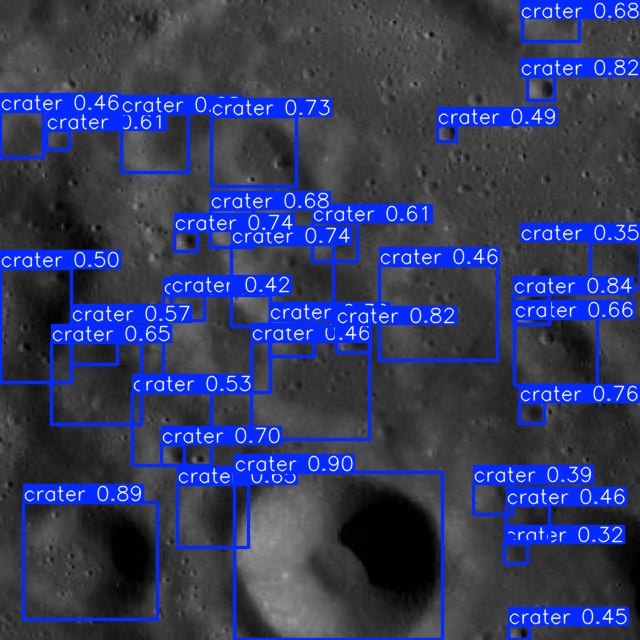 crater 0.68
crater 0.82
crater 0.46
crater 0.
crater 0.73
crater 0.49
0.61
crater 0.68
crater 0.61
crater 0.74
crater 0.74
crater 0.35
crater 0.46
crater 0.50
crater 0.42
crater 0.84
crater 0.57
crater
crater 0.82
crater 0.66
crater 0.65
crater 0.46
crater 0.53
crater 0.76
crater 0.70
crater 0.90
crater 0.39
crate
crater 0.89
crater 0.46
crater 0.32
crater 0.45